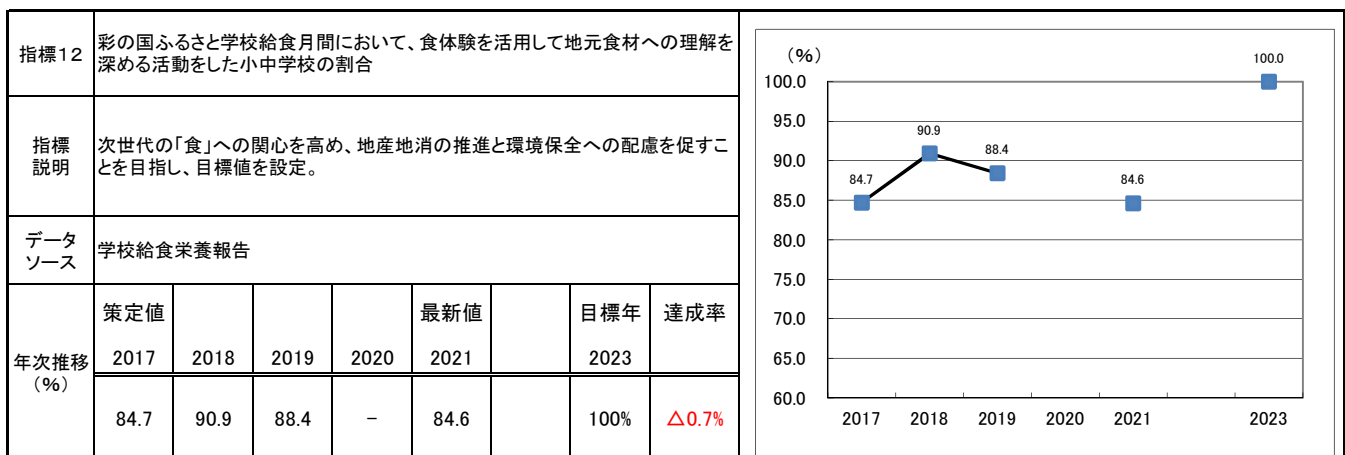 指標12
彩の国ふるさと学校給食月間において、食体験を活用して地元食材への理解を
深める活動をした小中学校の割合
指標
説明
次世代の「食」への関心を高め、地産地消の推進と環境保全への配慮を促すこ
とを目指し、目標値を設定。
データ
ソース
学校給食栄養報告
年次推移
(%)
策定値 最新値 目標年 達成率
2017 2018 2019 2020 2021 2023
84.7 90.9 88.4 - 84.6 100% △0.7%
(%)
100.0
95.0
90.0
85.0
80.0
75.0
70.0
65.0
60.0
84.7
90.9
88.4
84.6
100.0
2017 2018 2019 2020 2021 2023